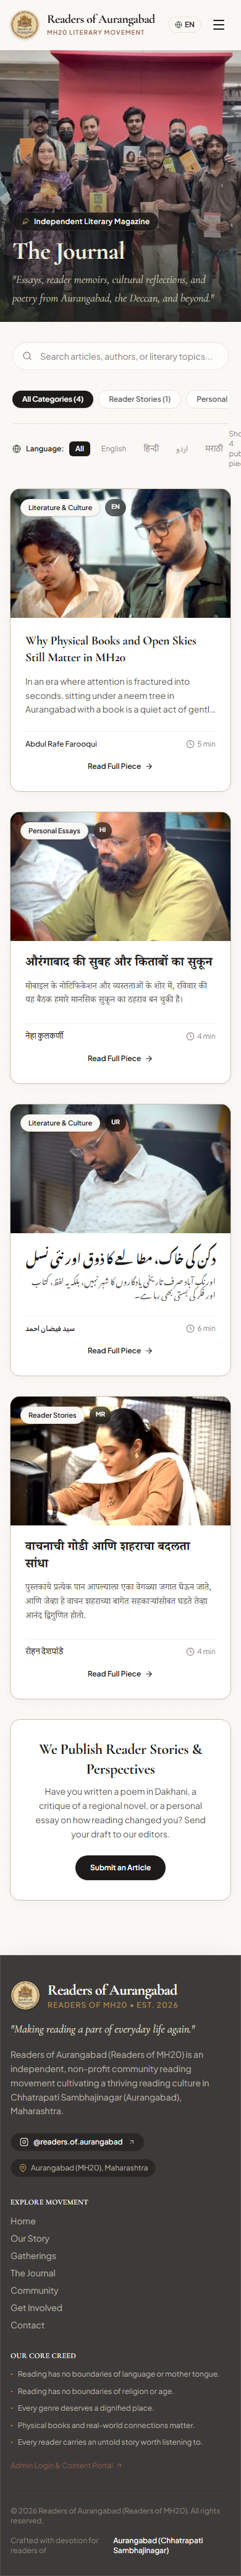 Readers of Aurangabad
MH20 LITERARY MOVEMENT
EN
Independent Literary Magazine
The Journal
"Essays, reader memoirs, cultural reflections, and
poetry from Aurangabad, the Deccan, and beyond."
Search articles, authors, or literary topics...
All Categories (4)
Reader Stories (1)
Personal
Language:
All
English
हिन्दी
اردو
मराठी
4
Literature & Culture
EN
Why Physical Books and Open Skies
Still Matter in MH20
In an era where attention is fractured into
seconds, sitting under a neem tree in
Aurangabad with a book is a quiet act of gentl...
Abdul Rafe Farooqui
5 min
Read Full Piece
Personal Essays
HI
औरंगाबाद की सुबह और किताबों का सुकून
मोबाइल के नोटिफिकेशन और व्यस्तताओं के शोर में, रविवार की
यह बैठक हमारे मानसिक सुकून का ठहराव बन चुकी है।
नेहा कुलकर्णी
4 min
Read Full Piece
Literature & Culture
UR
دکن کی خاک، مطالعے کا ذوق اور نئی نسل
اورنگ آباد صرف تاریخی یادگاروں کا شہر نہیں، بلکہ یہ لفظ، کتاب
اور فکر کی بستی بھی رہا ہے۔
سید فیضان احمد
6 min
Read Full Piece
Reader Stories
MR
वाचनाची गोडी आणि शहराचा बदलता
सांधा
पुस्तकाचे प्रत्येक पान आपल्याला एका वेगळ्या जगात घेऊन जाते,
आणि जेव्हा हे वाचन शहराच्या बागेत सहकाऱ्यांसोबत घडते तेव्हा
आनंद द्विगुणित होतो.
रोहन देशपांडे
4 min
Read Full Piece
We Publish Reader Stories &
Perspectives
Have you written a poem in Dakhani, a
critique of a regional novel, or a personal
essay on how reading changed you? Send
your draft to our editors.
Submit an Article
Readers of Aurangabad
READERS OF MH20 • EST. 2026
"Making reading a part of everyday life again."
Readers of Aurangabad (Readers of MH20) is an
independent, non-profit community reading
movement cultivating a thriving reading culture in
Chhatrapati Sambhajinagar (Aurangabad),
Maharashtra.
@readers.of.aurangabad
Aurangabad (MH20), Maharashtra
EXPLORE MOVEMENT
Home
Our Story
Gatherings
The Journal
Community
Get Involved
Contact
OUR CORE CREED
• Reading has no boundaries of language or mother tongue.
• Reading has no boundaries of religion or age.
• Every genre deserves a dignified place.
• Physical books and real-world connections matter.
• Every reader carries an untold story worth listening to.
Admin Login & Content Portal
© 2026 Readers of Aurangabad (Readers of MH20). All rights
reserved.
Crafted with devotion for
readers of
Aurangabad (Chhatrapati
Sambhajinagar)